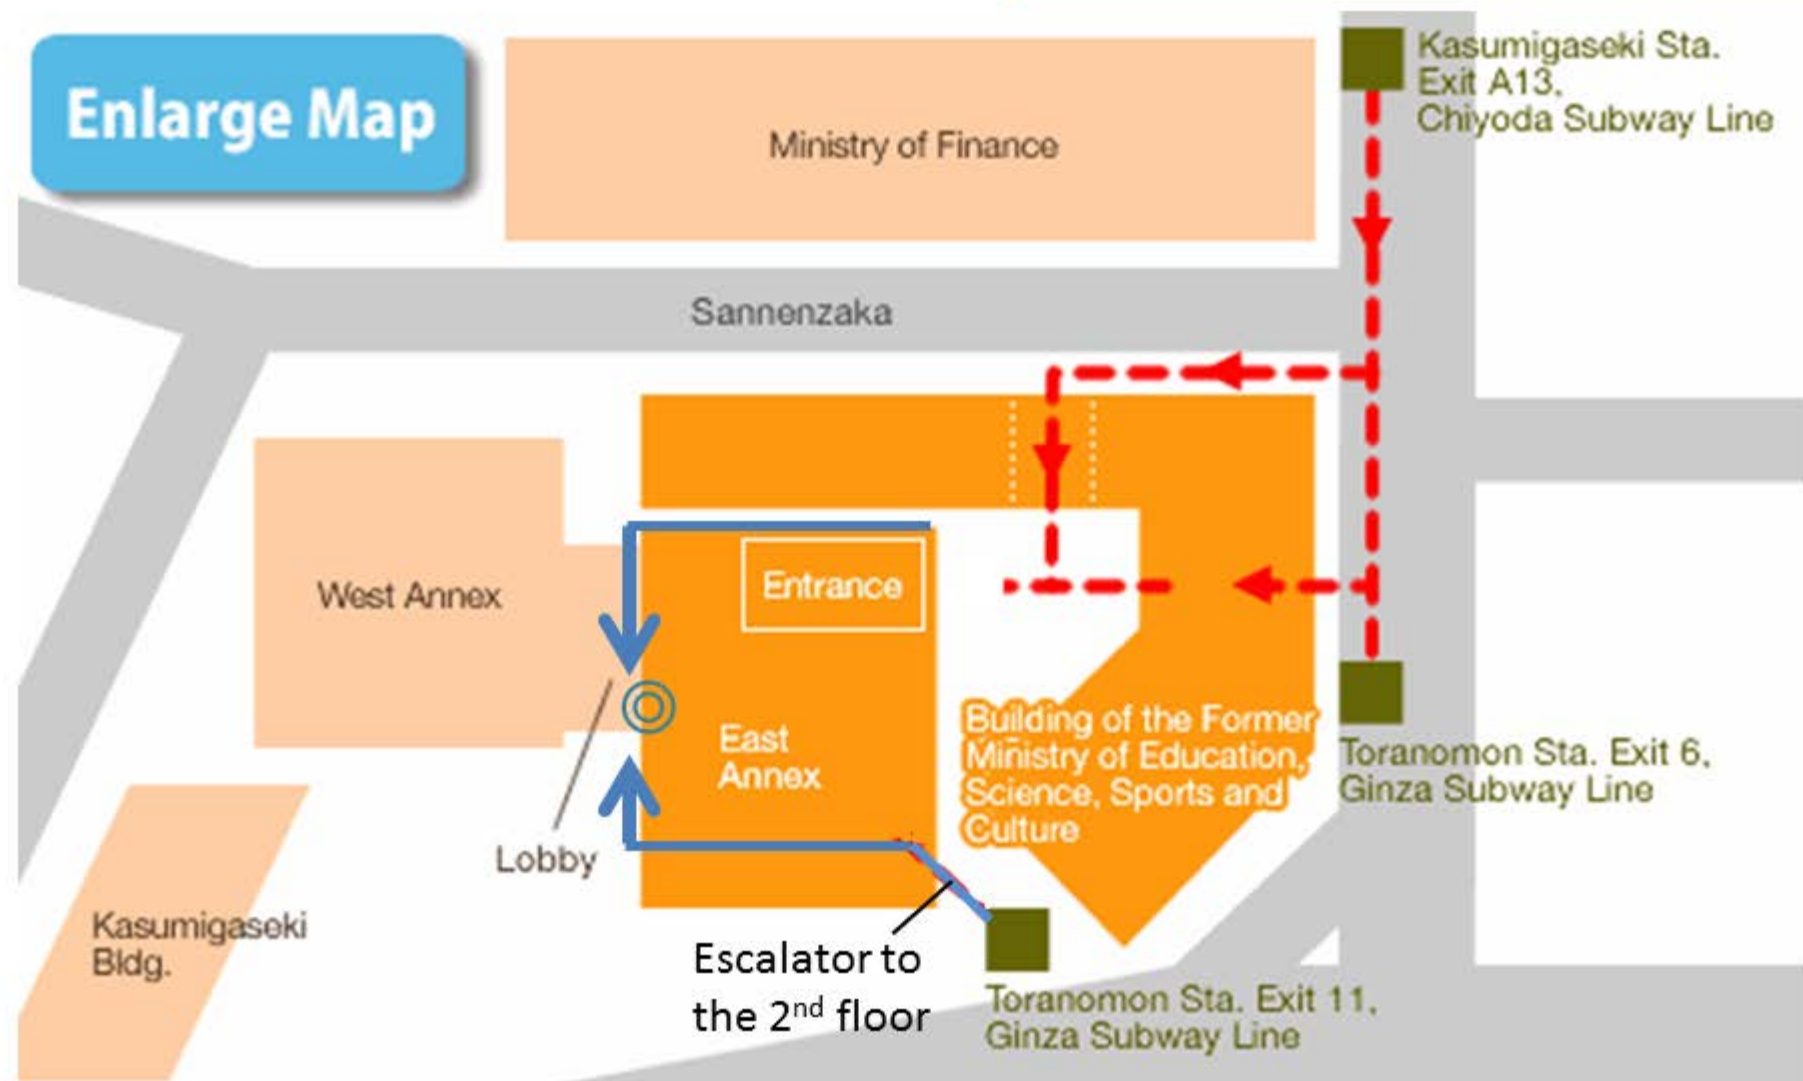 Enlarge Map
Kasumigaseki Sta.
Exit A13,
Chiyoda Subway Line
Ministry of Finance
Sannenzaka
West Annex
Entrance
East
Annex
Building of the Former
Ministry of Education,
Science, Sports and
Culture
Toranomon Sta. Exit 6,
Ginza Subway Line
Lobby
Kasumigaseki
Bldg.
Escalator to
the 2nd floor
Toranomon Sta. Exit 11,
Ginza Subway Line